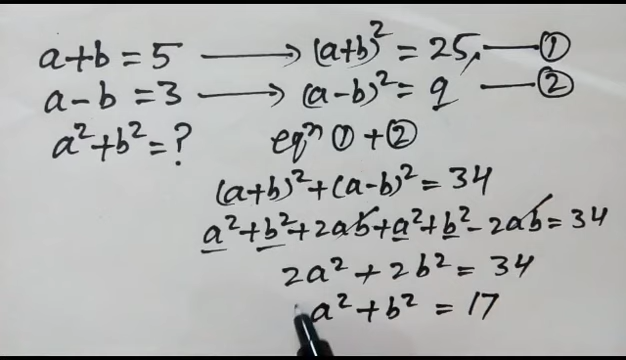 a+b=5 ⟶ (a+b)²=25, — ①
a-b=3 ⟶ (a-b)²=9 — ②
a²+b²=? eqⁿ ①+②
(a+b)²+(a-b)²=34
a²+b²+2ab+a²+b²-2ab=34
2a²+2b²=34
a²+b²=17